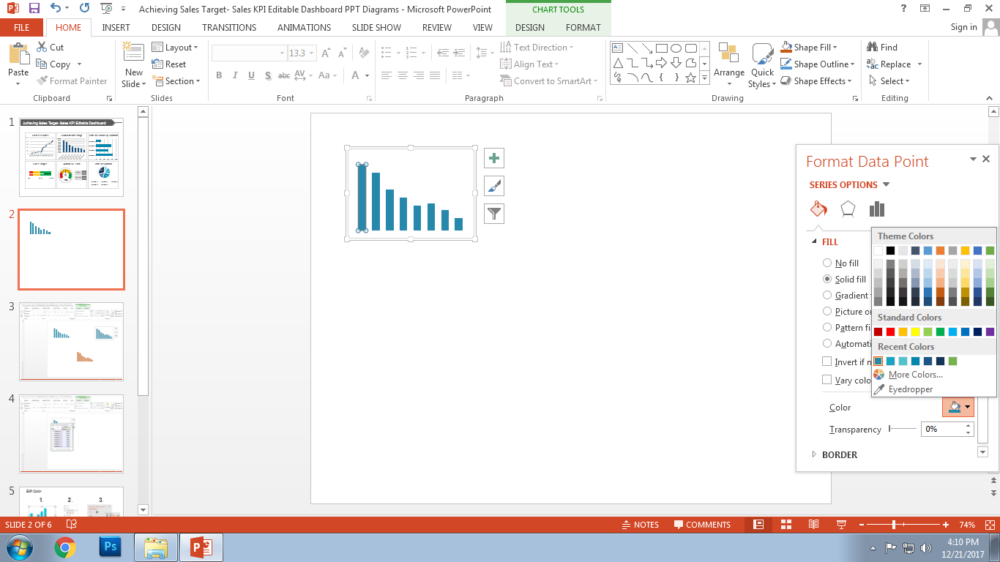 Achieving Sales Target- Sales KPI Editable Dashboard PPT Diagrams - Microsoft PowerPoint
CHART TOOLS
?
FILE HOME INSERT DESIGN TRANSITIONS ANIMATIONS SLIDE SHOW REVIEW VIEW DESIGN FORMAT
Sign in
Paste
Cut
Copy
Format Painter
Clipboard
New
Slide
Layout
Reset
Section
Slides
13.3
B I U S abc AV Aa A
Font
Text Direction
Align Text
Convert to SmartArt
Paragraph
Arrange
Quick
Styles
Shape Fill
Shape Outline
Shape Effects
Drawing
Find
Replace
Select
Editing
1
Achieving Sales Target- Sales KPI Editable Dashboard
2
3
4
5
Edit Color
1. 2. 3.
Format Data Point
SERIES OPTIONS
FILL
No fill
Solid fill
Gradient
Picture or
Pattern fi
Automati
Invert if n
Vary colo
Theme Colors
Standard Colors
Recent Colors
More Colors...
Eyedropper
Color
Transparency 0%
BORDER
SLIDE 2 OF 6
NOTES COMMENTS
74%
Ps
4:10 PM
12/21/2017